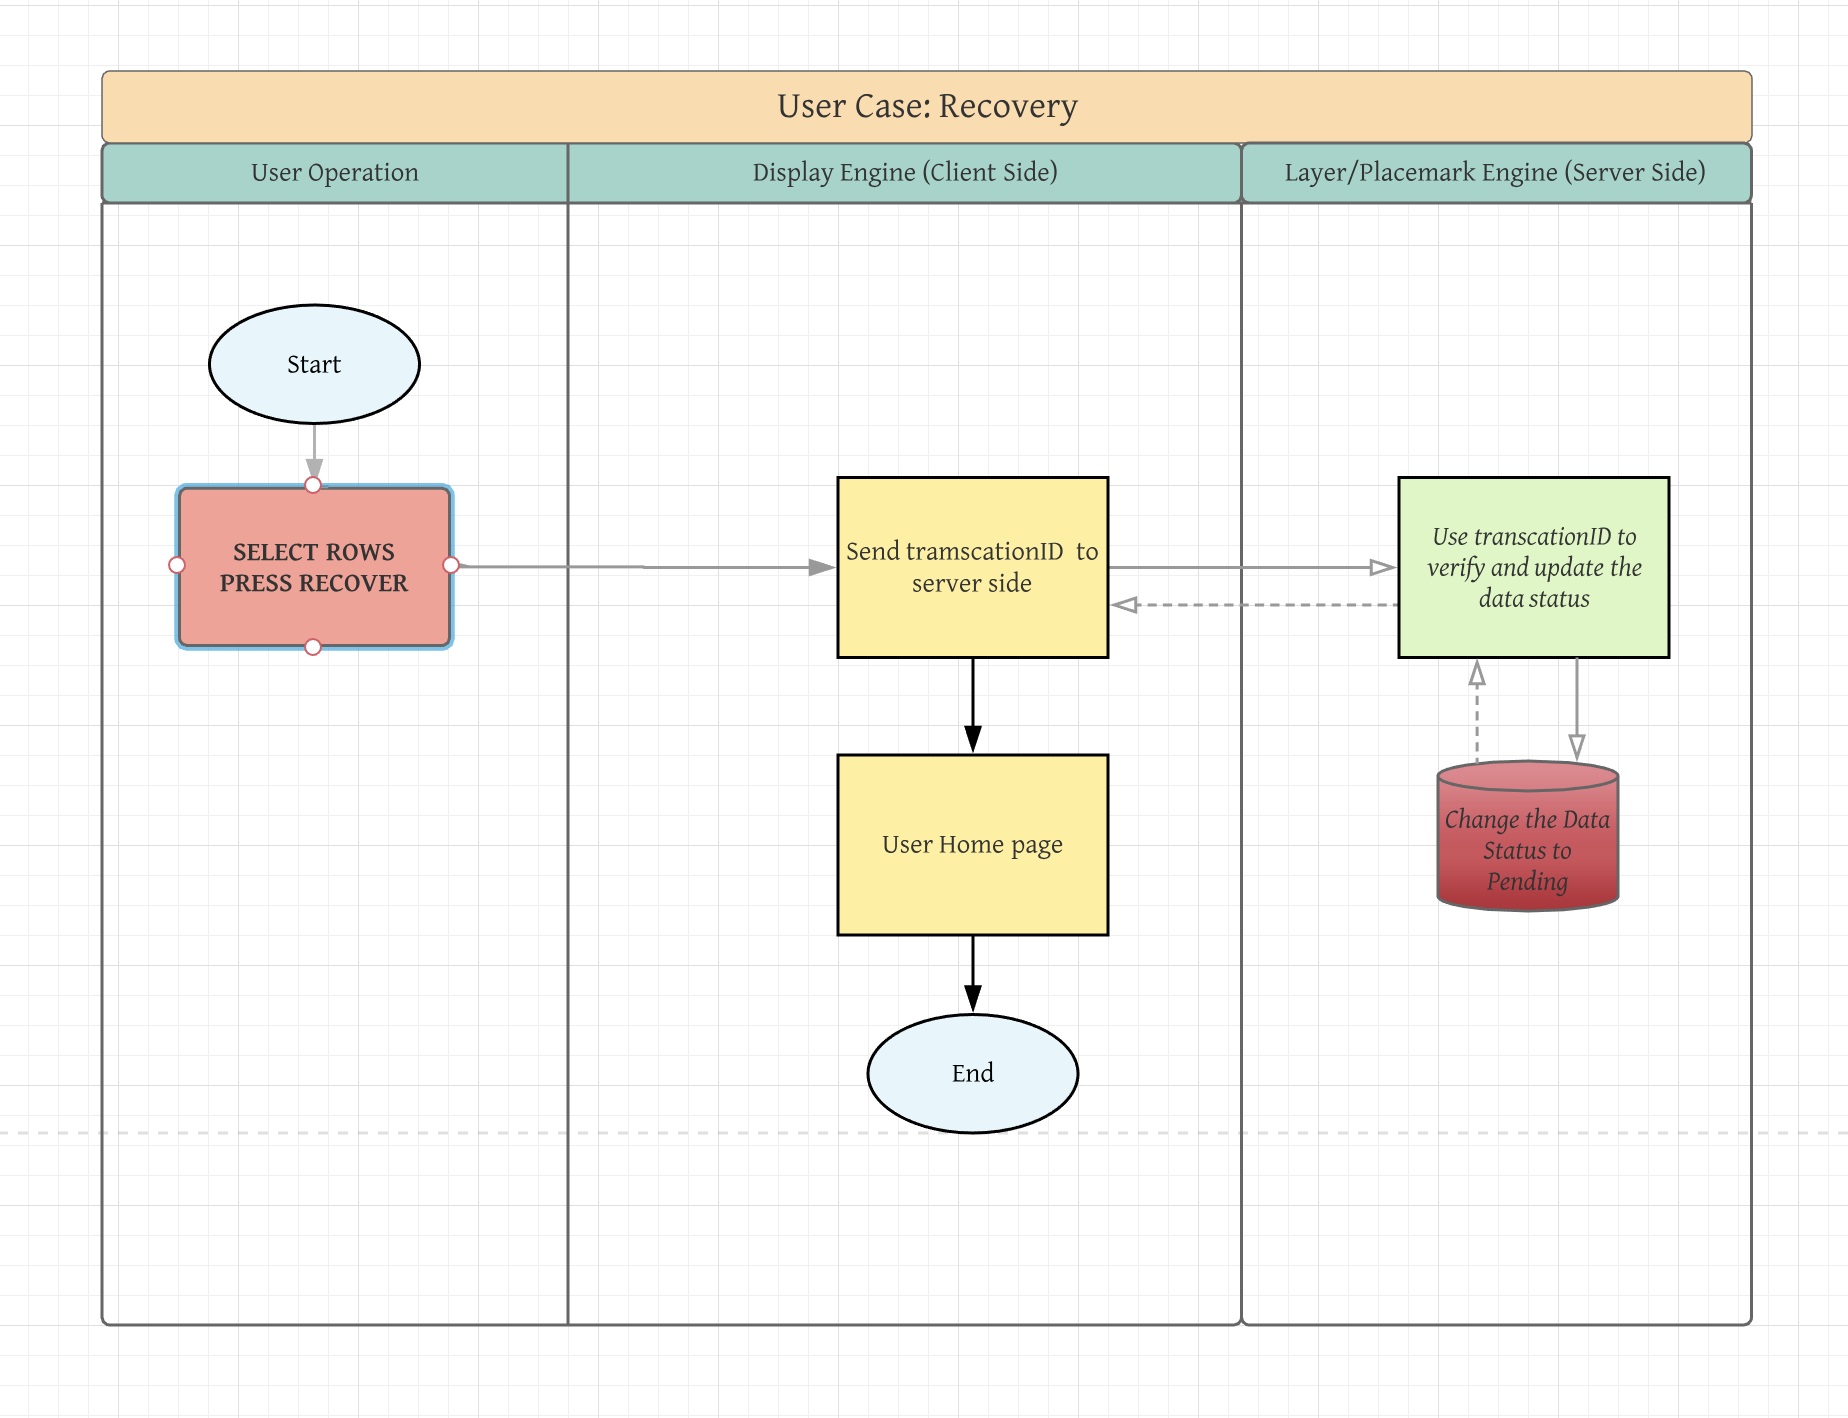 User Case: Recovery
User Operation
Display Engine (Client Side)
Layer/Placemark Engine (Server Side)
Start
SELECT ROWS
PRESS RECOVER
Send tramscationID  to
server side
Use transcationID to
verify and update the
data status
User Home page
Change the Data
Status to
Pending
End